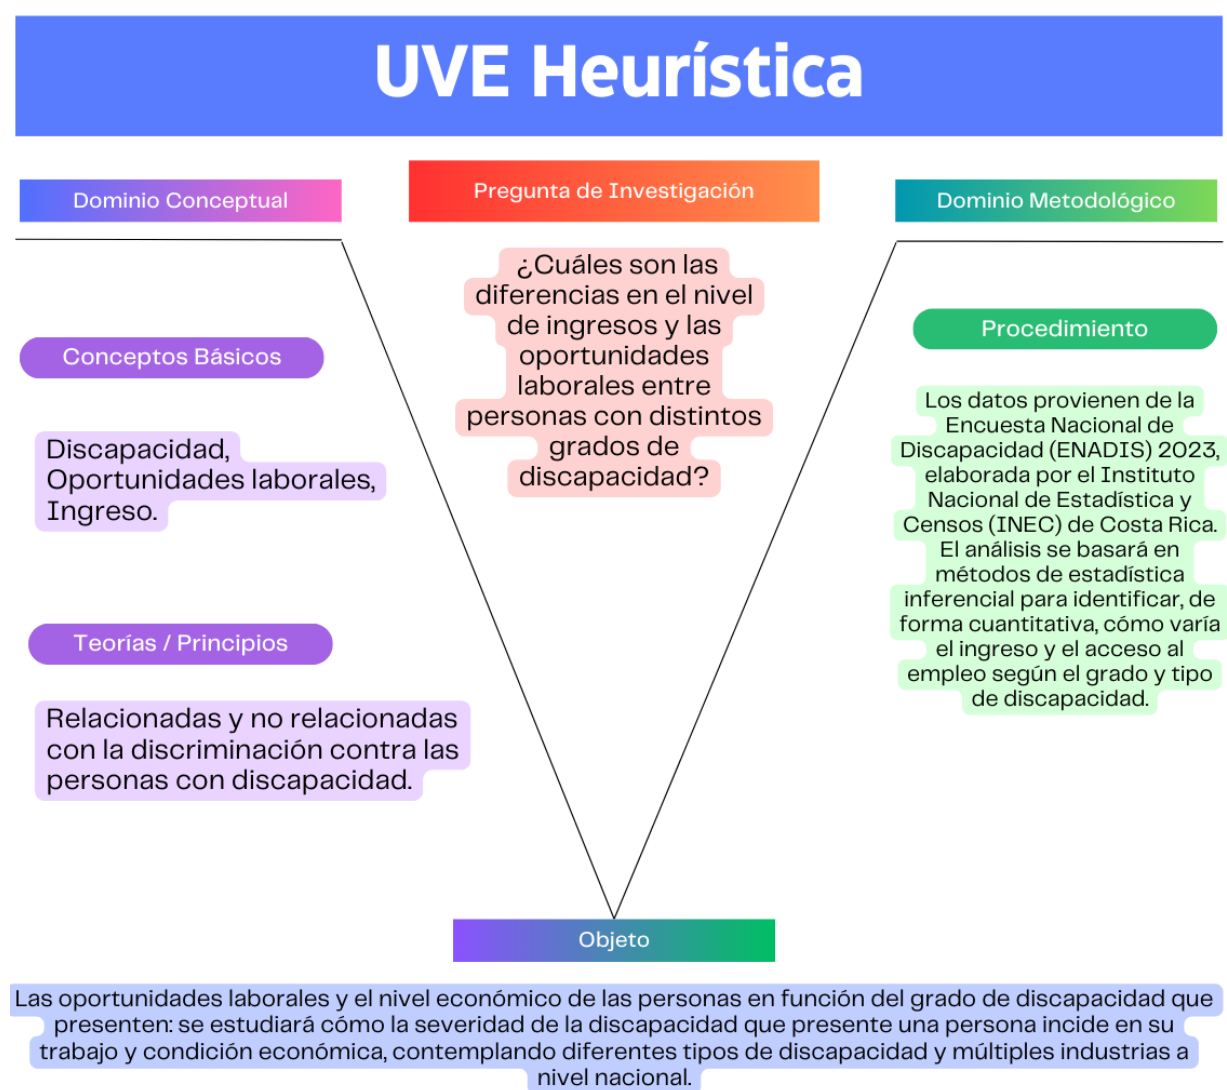 UVE Heurística
Dominio Conceptual
Pregunta de Investigación
Dominio Metodológico
Conceptos Básicos
Discapacidad,
Oportunidades laborales,
Ingreso.
Teorías / Principios
Relacionadas y no relacionadas
con la discriminación contra las
personas con discapacidad.
¿Cuáles son las
diferencias en el nivel
de ingresos y las
oportunidades
laborales entre
personas con distintos
grados de
discapacidad?
Procedimiento
Los datos provienen de la
Encuesta Nacional de
Discapacidad (ENADIS) 2023,
elaborada por el Instituto
Nacional de Estadística y
Censos (INEC) de Costa Rica.
El análisis se basará en
métodos de estadística
inferencial para identificar, de
forma cuantitativa, cómo varía
el ingreso y el acceso al
empleo según el grado y tipo
de discapacidad.
Objeto
Las oportunidades laborales y el nivel económico de las personas en función del grado de discapacidad que
presenten: se estudiará cómo la severidad de la discapacidad que presente una persona incide en su
trabajo y condición económica, contemplando diferentes tipos de discapacidad y múltiples industrias a
nivel nacional.